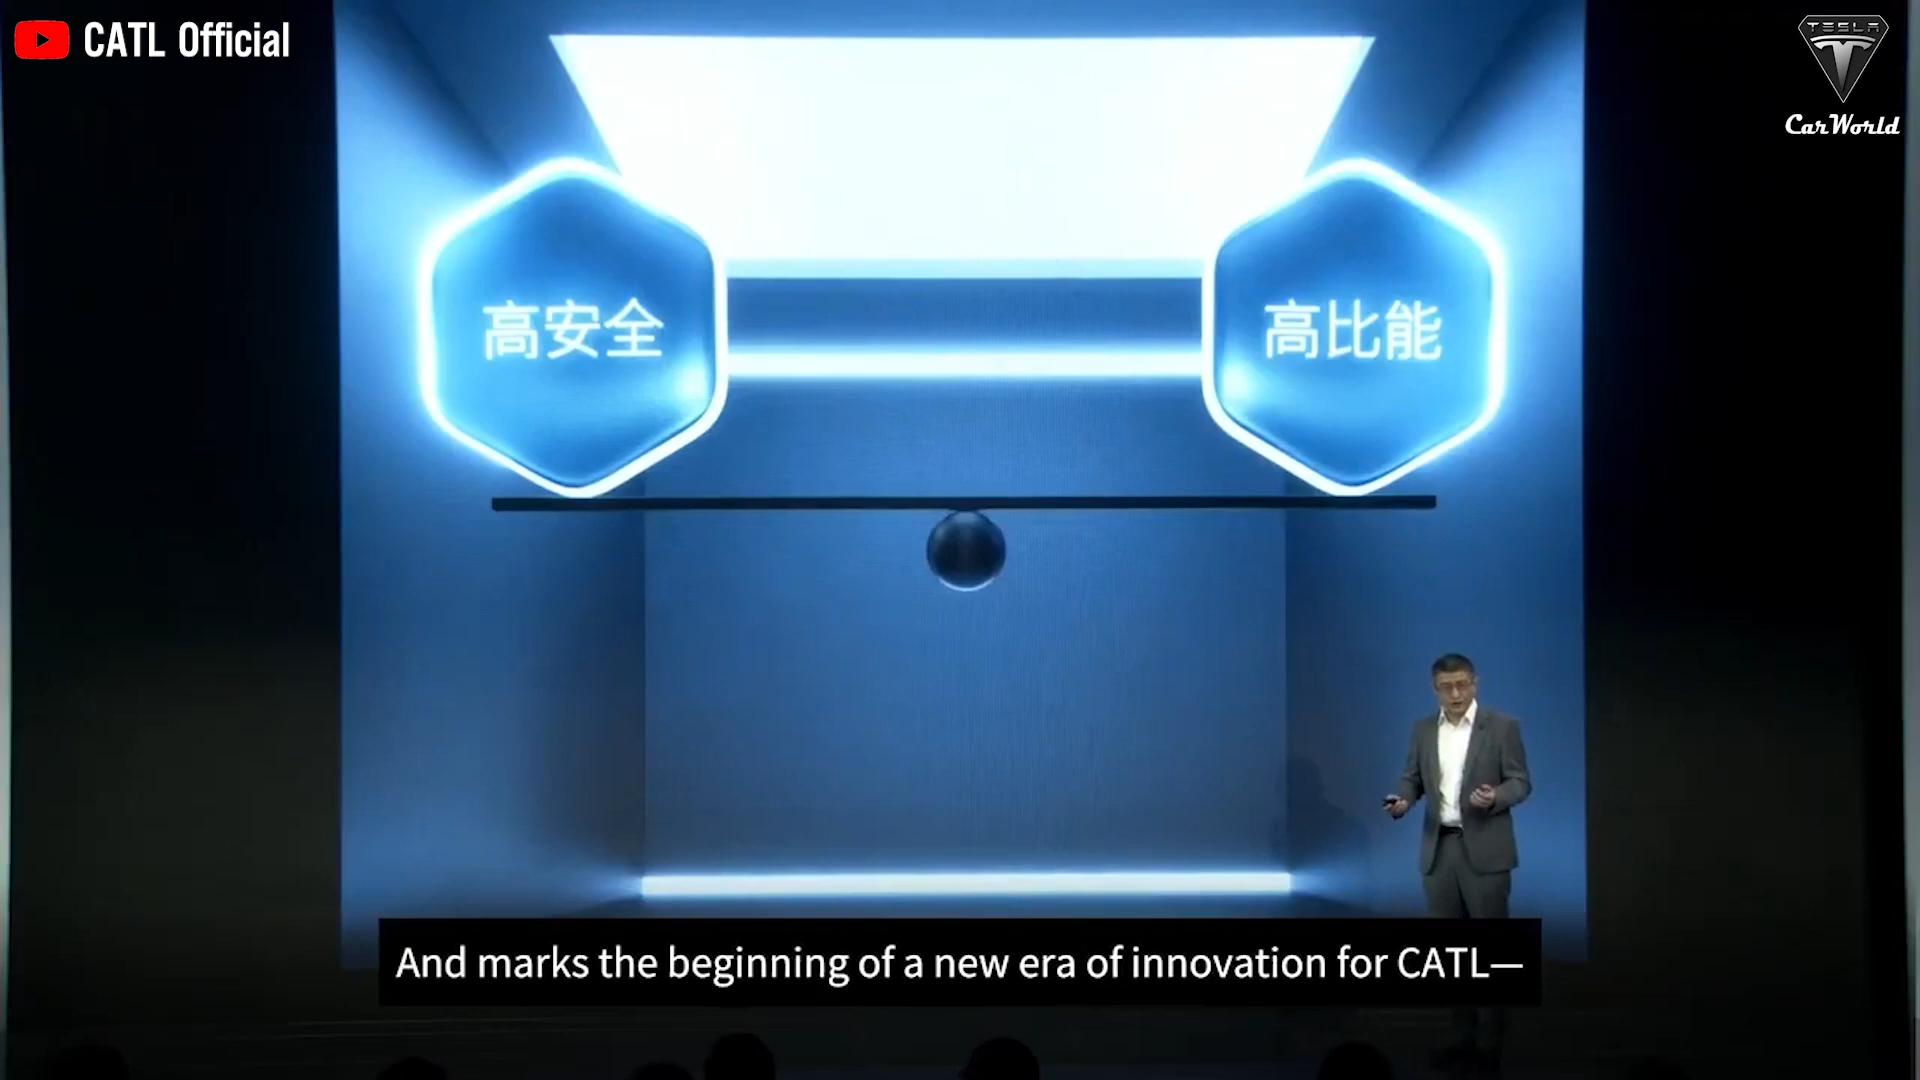 CATL Official
TESLA
CarWorld
高安全
高比能
And marks the beginning of a new era of innovation for CATL—